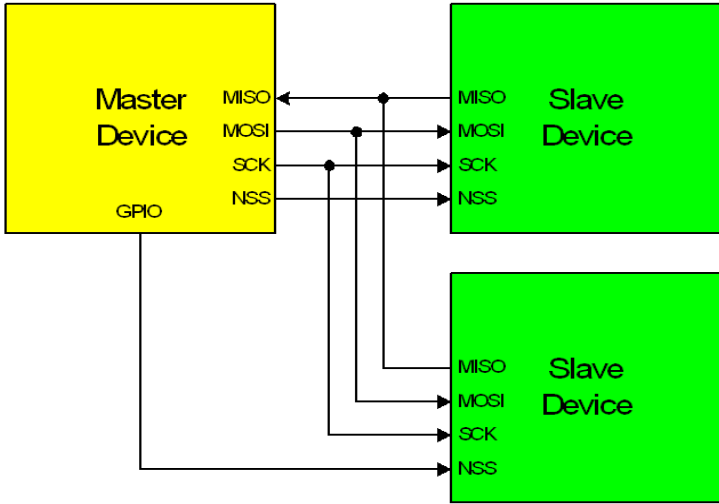 Master
Device
MISO
MOSI
SCK
NSS
GPIO
MISO
MOSI
SCK
NSS
Slave
Device
MISO
MOSI
SCK
NSS
Slave
Device